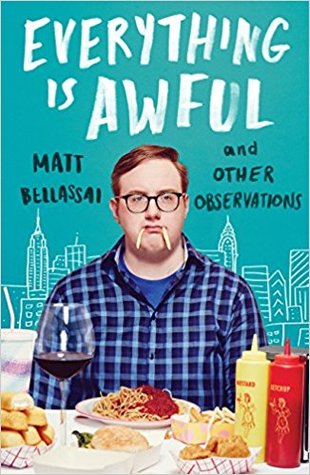 EVERYTHING
IS AWFUL
MATT
BELLASSAI
and
OTHER
OBSERVATIONS
MUSTARD
KETCHUP